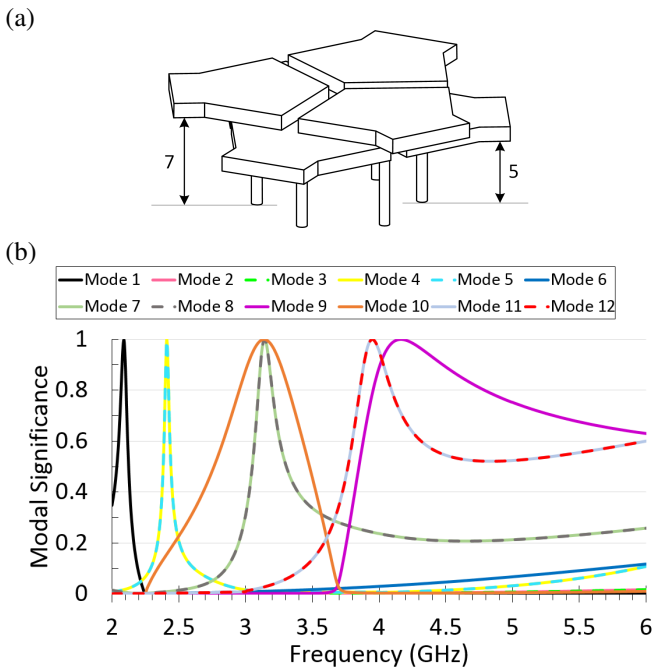 (a)
7
5
(b)
Mode 1 Mode 2 Mode 3 Mode 4 Mode 5 Mode 6
Mode 7 Mode 8 Mode 9 Mode 10 Mode 11 Mode 12
1
0.8
0.6
0.4
0.2
0
Modal Significance
2 2.5 3 3.5 4 4.5 5 5.5 6
Frequency (GHz)